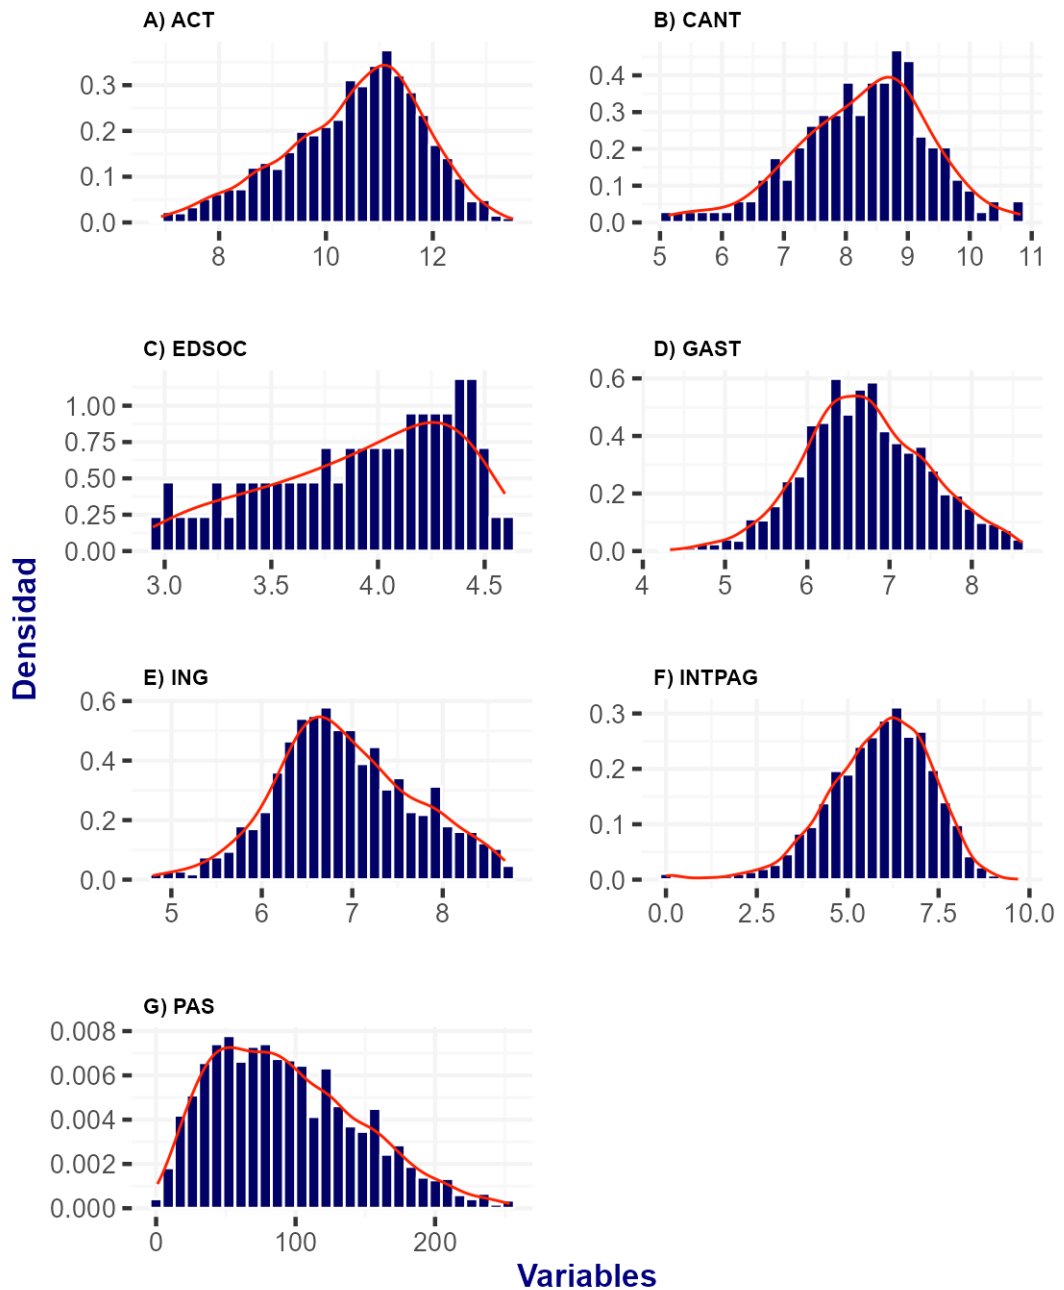 A) ACT
0.3
0.2
0.1
0.0
8 10 12
B) CANT
0.4
0.3
0.2
0.1
0.0
5 6 7 8 9 10 11
C) EDSOC
1.00
0.75
0.50
0.25
0.00
3.0 3.5 4.0 4.5
D) GAST
0.6
0.4
0.2
0.0
4 5 6 7 8
Densidad
E) ING
0.6
0.4
0.2
0.0
5 6 7 8
F) INTPAG
0.3
0.2
0.1
0.0
0.0 2.5 5.0 7.5 10.0
G) PAS
0.008
0.006
0.004
0.002
0.000
0 100 200
Variables